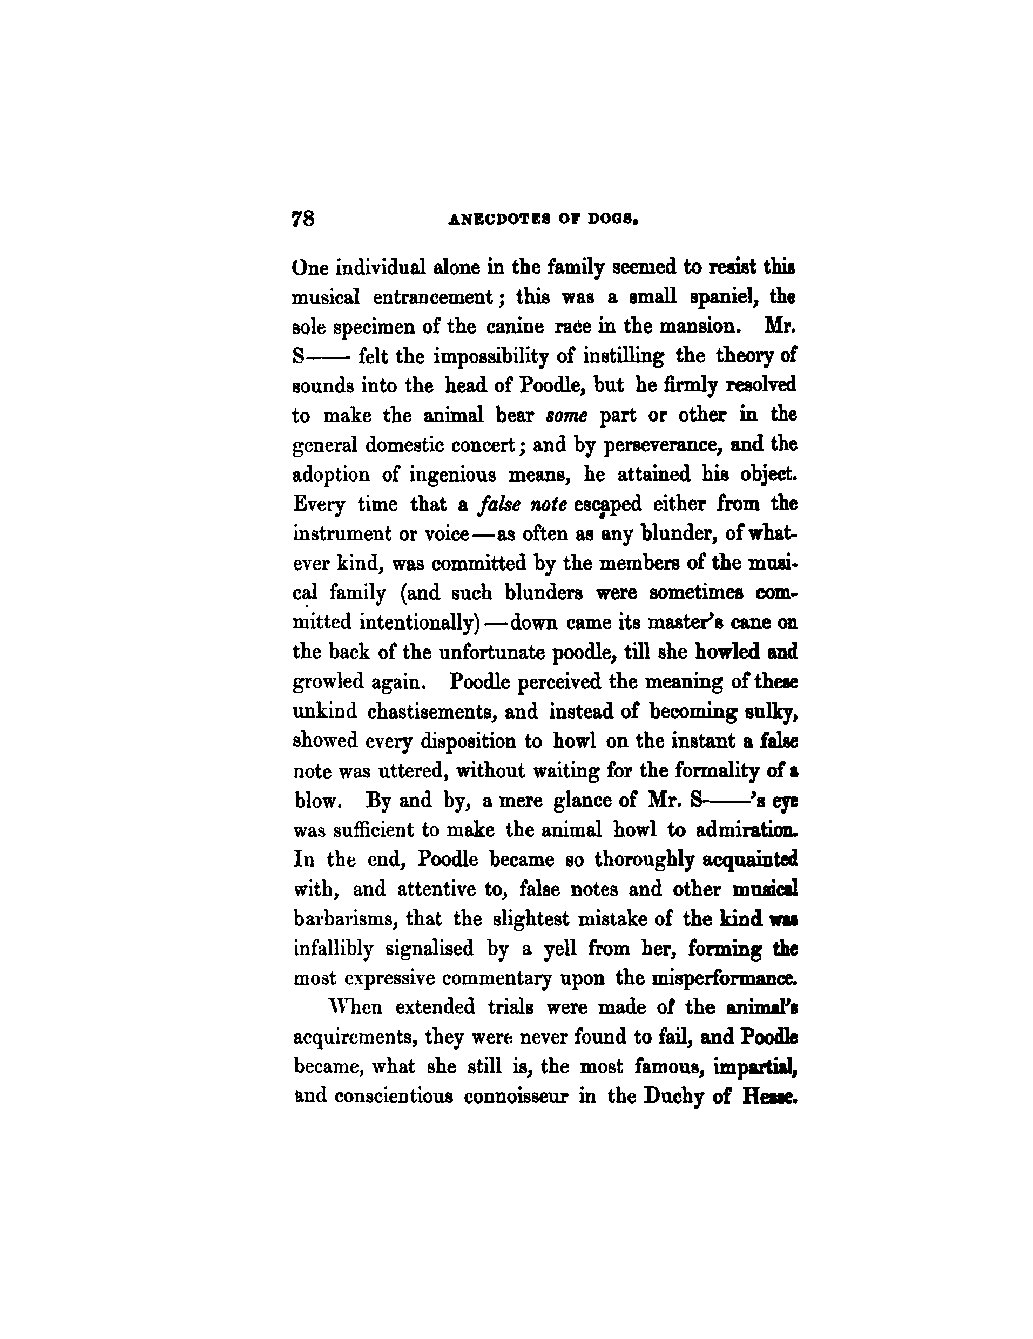 78 ANECDOTES OF DOGS.
One individual alone in the family seemed to resist this
musical entrancement; this was a small spaniel, the
sole specimen of the canine race in the mansion. Mr.
S—— felt the impossibility of instilling the theory of
sounds into the head of Poodle, but he firmly resolved
to make the animal bear some part or other in the
general domestic concert; and by perseverance, and the
adoption of ingenious means, he attained his object.
Every time that a false note escaped either from the
instrument or voice—as often as any blunder, of what-
ever kind, was committed by the members of the musi-
cal family (and such blunders were sometimes com-
mitted intentionally)—down came its master's cane on
the back of the unfortunate poodle, till she howled and
growled again. Poodle perceived the meaning of these
unkind chastisements, and instead of becoming sulky,
showed every disposition to howl on the instant a false
note was uttered, without waiting for the formality of a
blow. By and by, a mere glance of Mr. S——'s eye
was sufficient to make the animal howl to admiration.
In the end, Poodle became so thoroughly acquainted
with, and attentive to, false notes and other musical
barbarisms, that the slightest mistake of the kind was
infallibly signalised by a yell from her, forming the
most expressive commentary upon the misperformance.
When extended trials were made of the animal's
acquirements, they were never found to fail, and Poodle
became, what she still is, the most famous, impartial,
and conscientious connoisseur in the Duchy of Hesse.